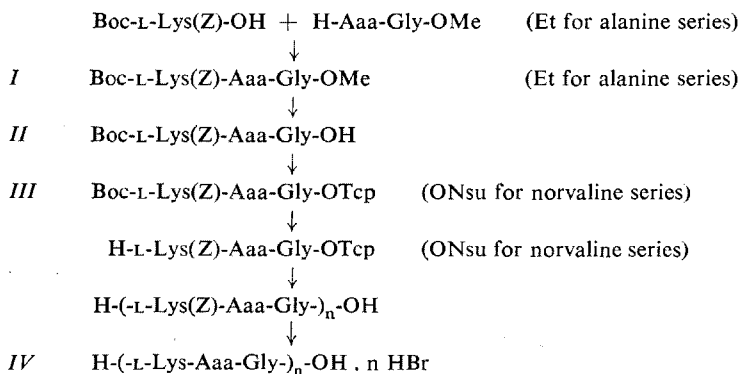 Boc-L-Lys(Z)-OH + H-Aaa-Gly-OMe (Et for alanine series)
↓
I Boc-L-Lys(Z)-Aaa-Gly-OMe (Et for alanine series)
↓
II Boc-L-Lys(Z)-Aaa-Gly-OH
↓
III Boc-L-Lys(Z)-Aaa-Gly-OTcp (ONsu for norvaline series)
↓
H-L-Lys(Z)-Aaa-Gly-OTcp (ONsu for norvaline series)
↓
H-(-L-Lys(Z)-Aaa-Gly-)n-OH
↓
IV H-(-L-Lys-Aaa-Gly-)n-OH . n HBr